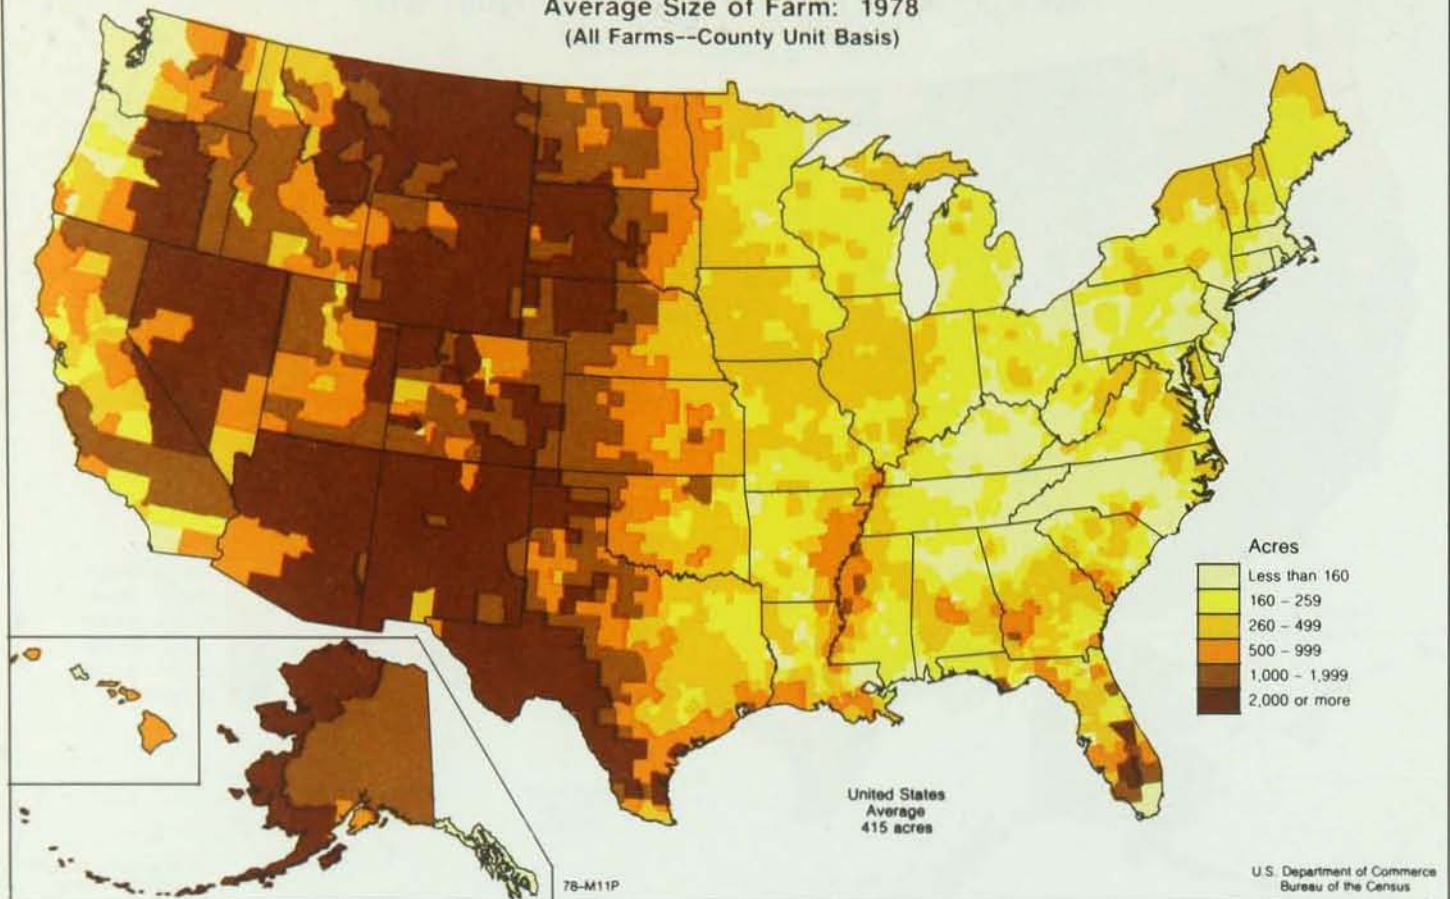 Average Size of Farm: 1978
(All Farms--County Unit Basis)
Acres
Less than 160
160 - 259
260 - 499
500 - 999
1,000 - 1,999
2,000 or more
United States
Average
415 acres
78-M11P
U.S. Department of Commerce
Bureau of the Census